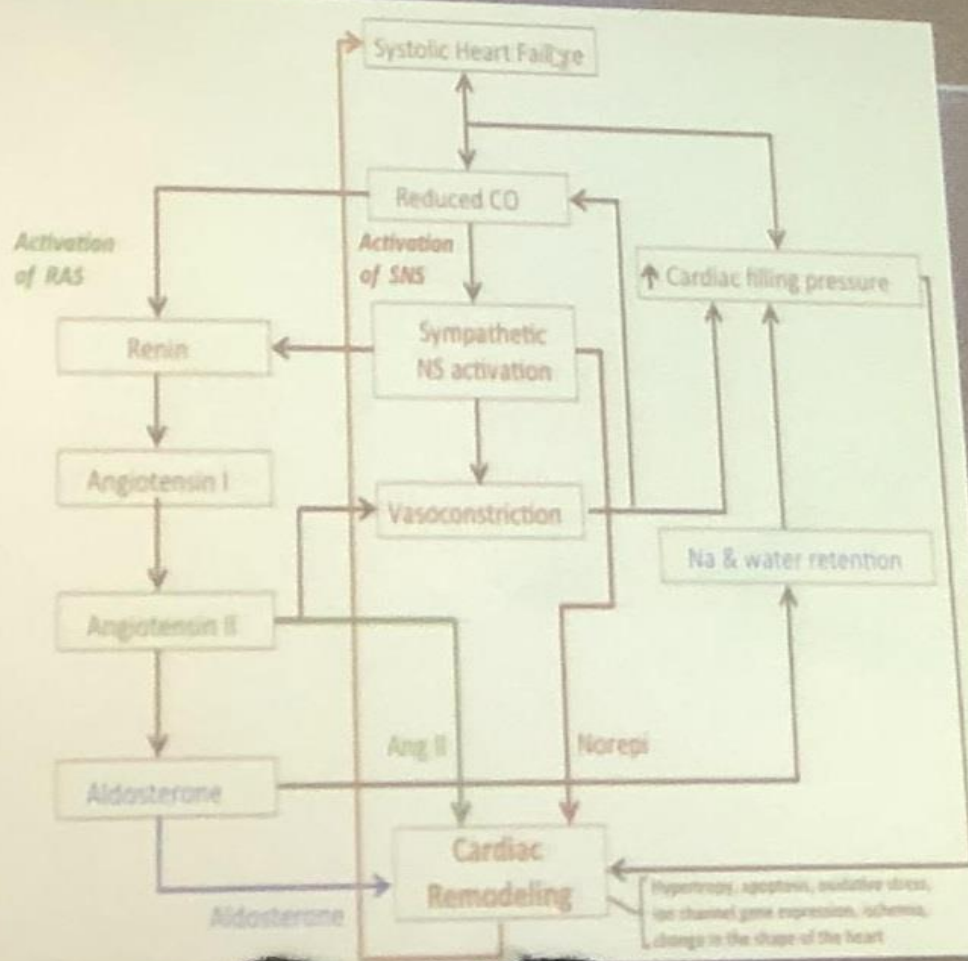 Systolic Heart Failure
Reduced CO
Activation
of RAS
Activation
of SNS
↑ Cardiac filling pressure
Renin
Sympathetic
NS activation
Angiotensin I
Vasoconstriction
Na & water retention
Angiotensin II
Ang II
Norepi
Aldosterone
Cardiac
Remodeling
Aldosterone
Hypertropy, apoptosis, oxidative stress,
ion channel gene expression, ischemia,
change in the shape of the heart